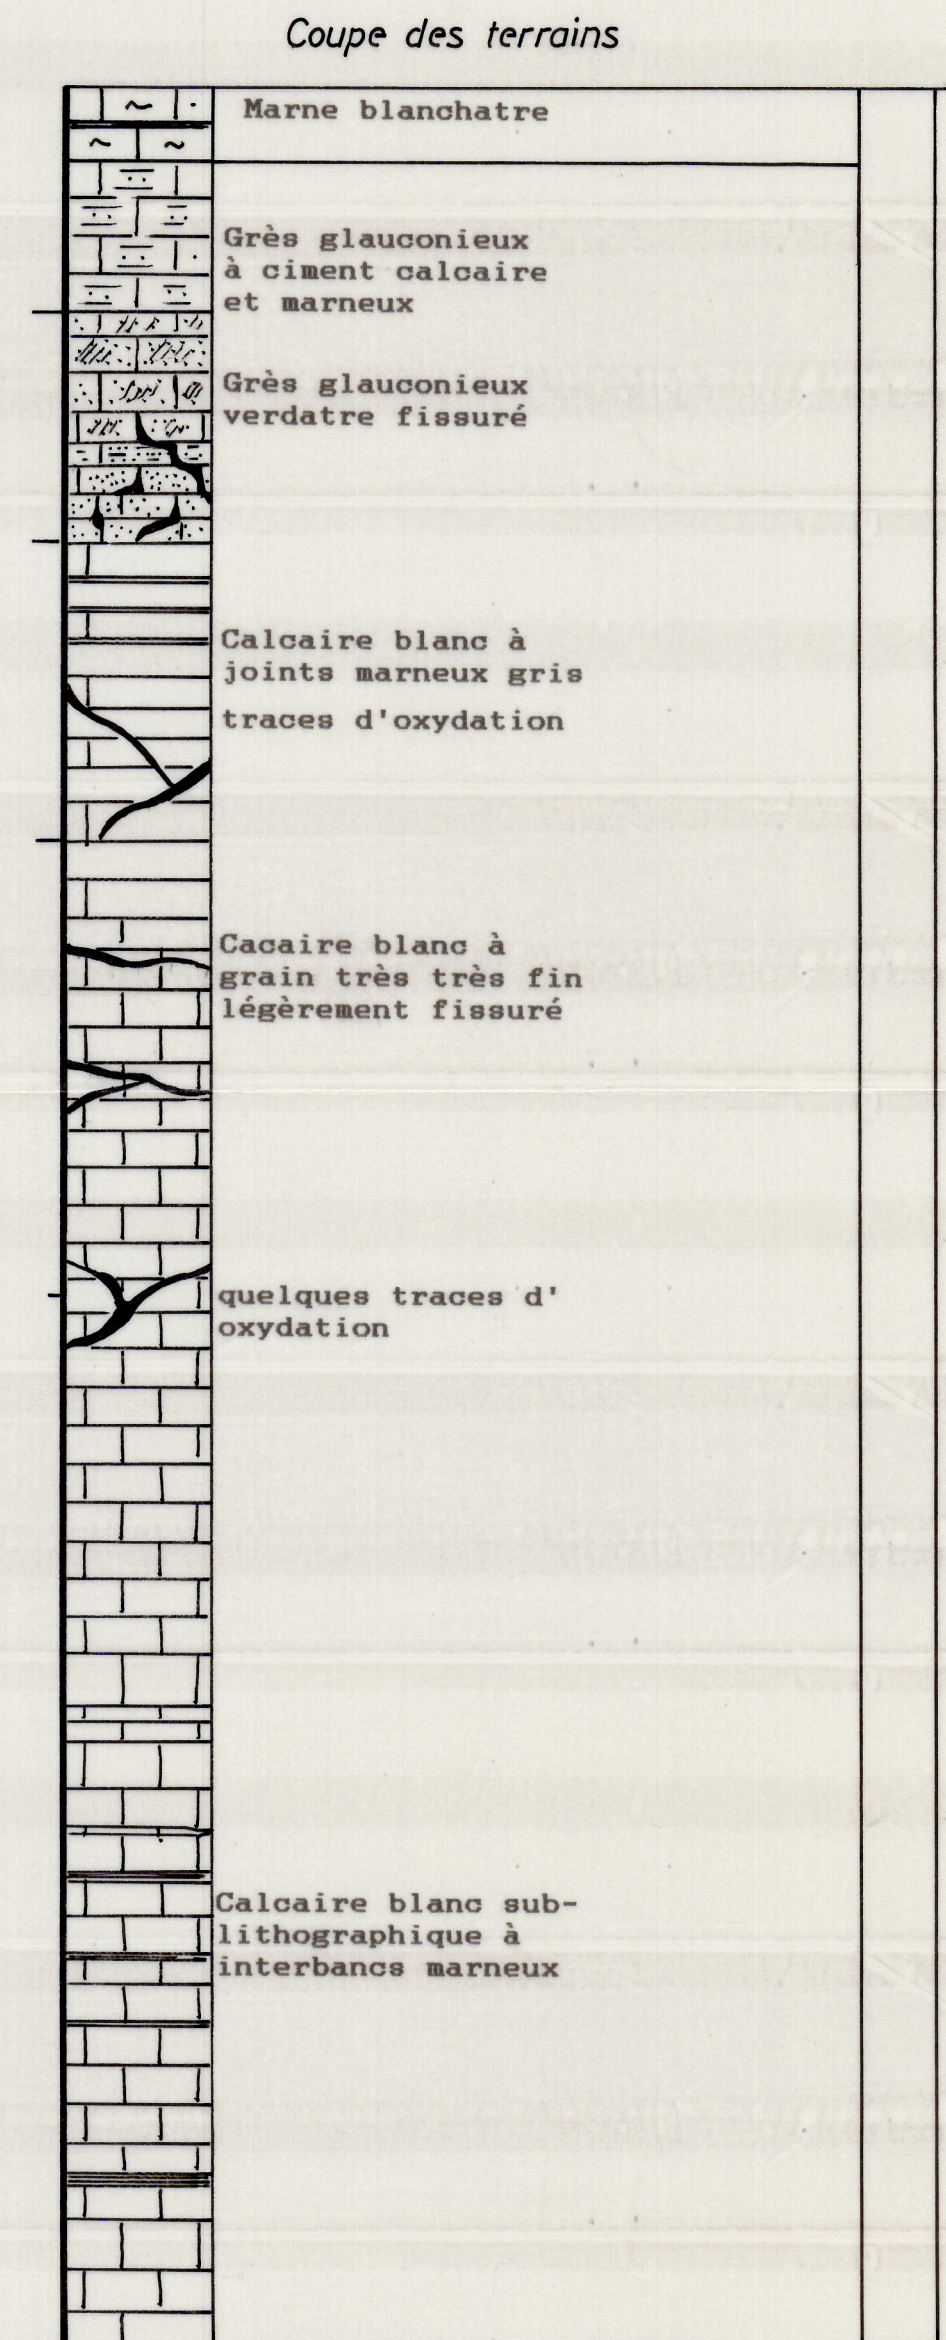 Coupe des terrains
Marne blanchatre
Grès glauconieux
à ciment calcaire
et marneux
Grès glauconieux
verdatre fissuré
Calcaire blanc à
joints marneux gris
traces d'oxydation
Cacaire blanc à
grain très très fin
légèrement fissuré
quelques traces d'
oxydation
Calcaire blanc sub-
lithographique à
interbancs marneux